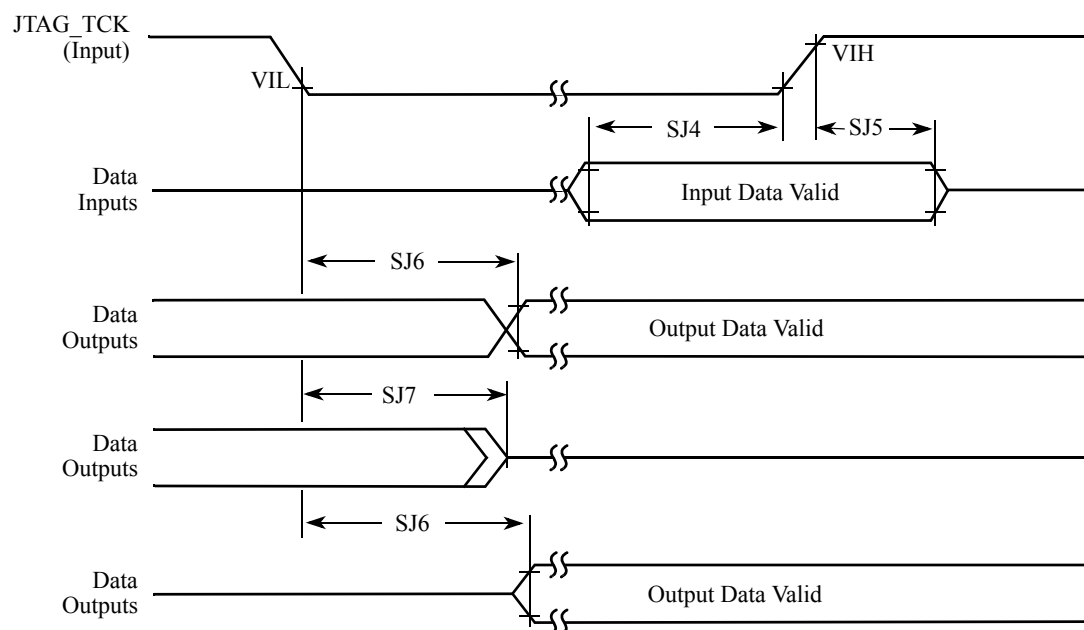 JTAG_TCK
(Input)
VIL
VIH
SJ4
SJ5
Data
Inputs
Input Data Valid
SJ6
Data
Outputs
Output Data Valid
SJ7
Data
Outputs
SJ6
Data
Outputs
Output Data Valid